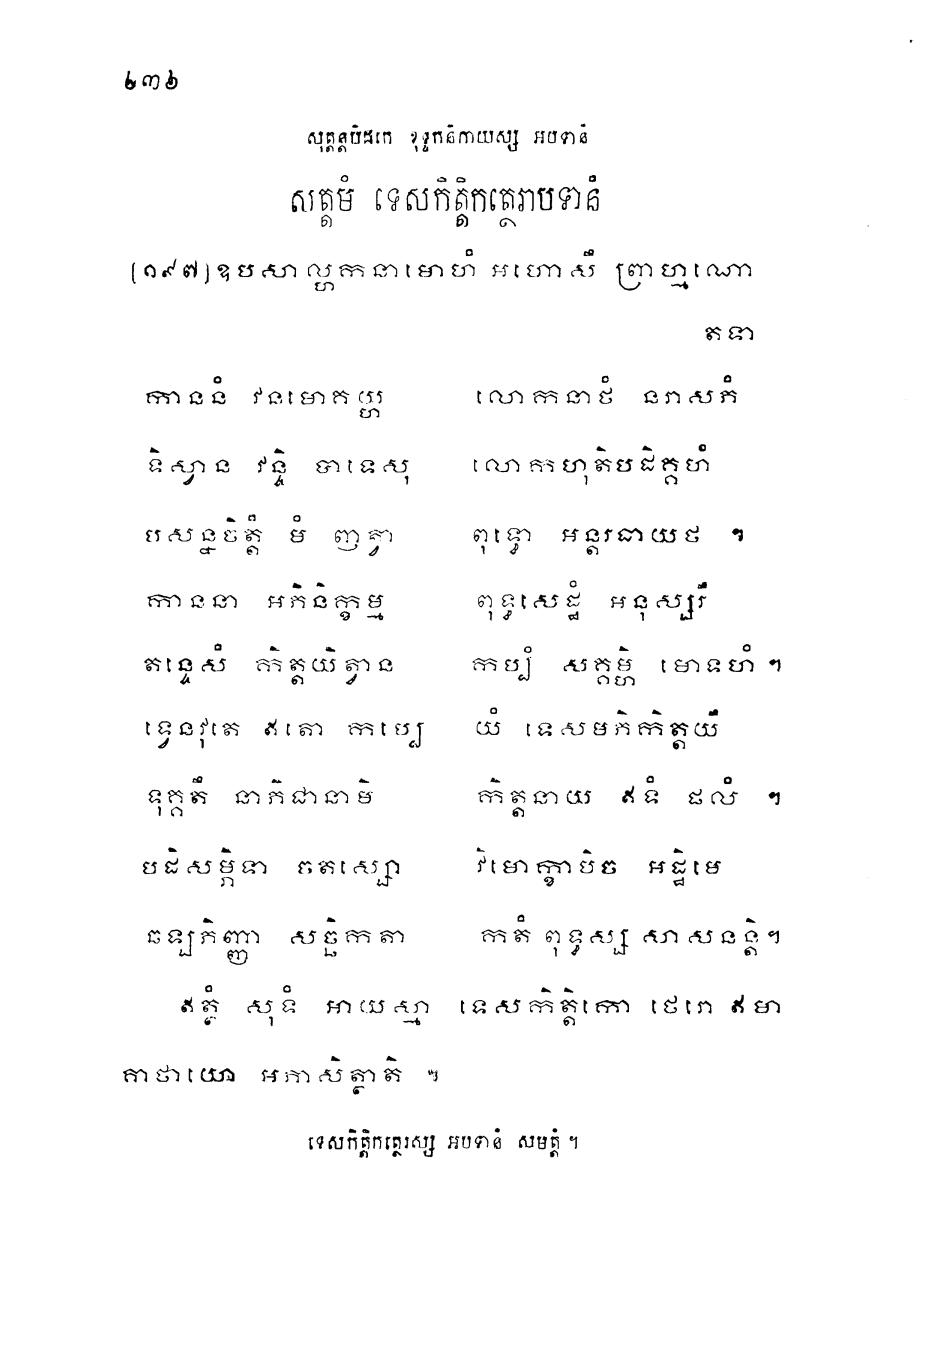 ២៣៦
សុត្តន្តបិដកេ ខុទ្ទកនិកាយស្ស អបទានំ
សត្តមំ ទេសកិត្តិកត្ថេរាបទានំ
(១៩៧) ឧបសាល្ហកនាមោហំ អហោសឹ ព្រាហ្មណោ
តទា
កាននំ វនមោកយ្ហ លោកនាថំ នរាសភំ
ទិស្វាន វន្ទិ បាទេសុ លោកហុតិបដិគ្គហំ
បសន្នចិត្តំ មំ ញត្វា ពុទ្ធោ អន្តរធាយថ ។
កាននា អភិនិក្ខម្ម ពុទ្ធសេដ្ឋំ អនុស្សរឹ
តន្ទេសំ កិត្តយិត្វាន កប្បំ សគ្គម្ហិ មោទហំ ។
ទ្វេនវុតេ ឥតោ កប្បេ យំ ទេសមភិកិត្តយឹ
ទុគ្គតឹ នាភិជានាមិ កិត្តនាយ ឥទំ ផលំ ។
បដិសម្ភិទា ចតស្សោ វិមោក្ខាបិច អដ្ឋិមេ
ឆឡភិញ្ញា សច្ឆិកតា កតំ ពុទ្ធស្ស សាសនន្តិ។
ឥត្ថំ សុទំ អាយស្មា ទេសកិត្តិកោ ថេរោ ឥមា
គាថាយោ អភាសិត្ថាតិ ។
ទេសកិត្តិកត្ថេរស្ស អបទានំ សមត្តំ ។